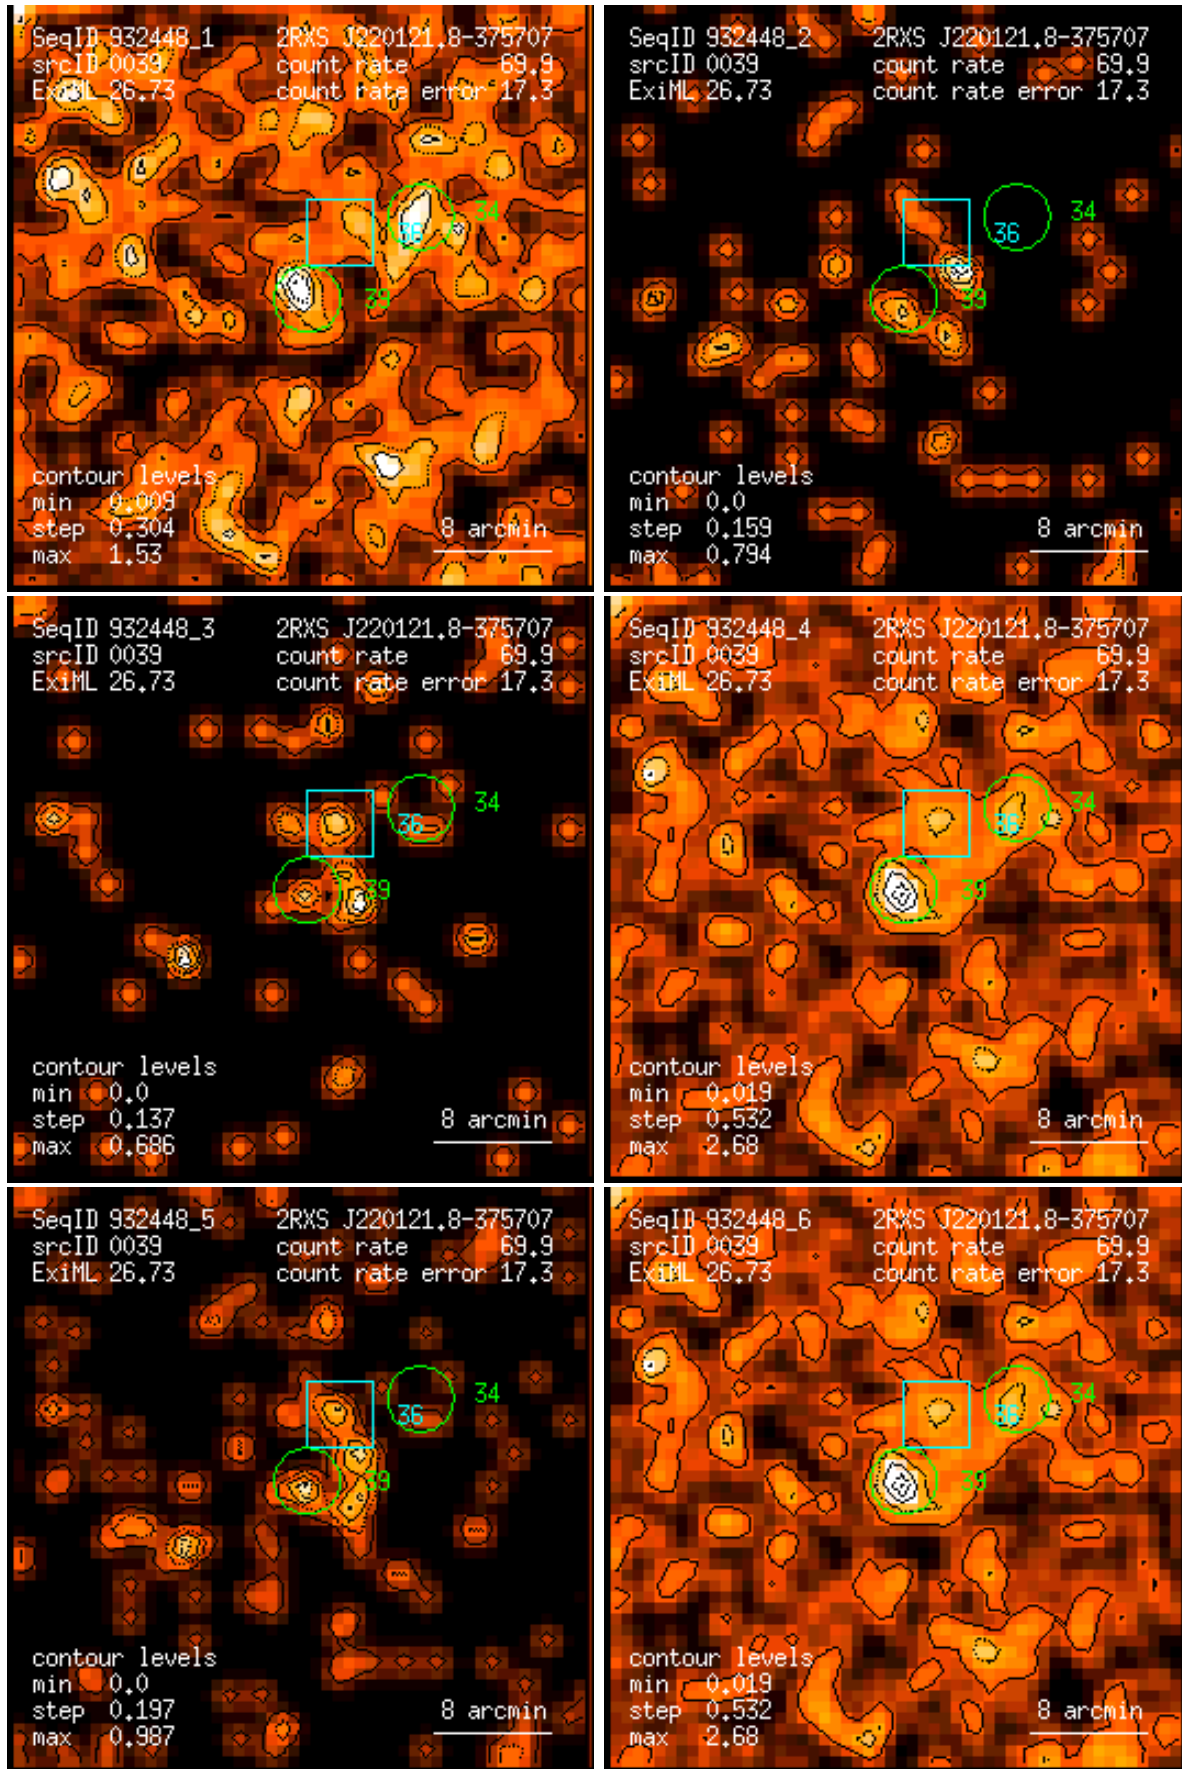 SeqID 932448_1 2RXS J220121.8-375707
srcID 0039 count rate 69.9
ExiML 26.73 count rate error 17.3
34
36
39
contour levels
min 0.009
step 0.304
max 1.53
8 arcmin
SeqID 932448_2 2RXS J220121.8-375707
srcID 0039 count rate 69.9
ExiML 26.73 count rate error 17.3
34
36
39
contour levels
min 0.0
step 0.159
max 0.794
8 arcmin
SeqID 932448_3 2RXS J220121.8-375707
srcID 0039 count rate 69.9
ExiML 26.73 count rate error 17.3
34
36
39
contour levels
min 0.0
step 0.137
max 0.686
8 arcmin
SeqID 932448_4 2RXS J220121.8-375707
srcID 0039 count rate 69.9
ExiML 26.73 count rate error 17.3
34
36
39
contour levels
min 0.019
step 0.532
max 2.68
8 arcmin
SeqID 932448_5 2RXS J220121.8-375707
srcID 0039 count rate 69.9
ExiML 26.73 count rate error 17.3
34
36
39
contour levels
min 0.0
step 0.197
max 0.987
8 arcmin
SeqID 932448_6 2RXS J220121.8-375707
srcID 0039 count rate 69.9
ExiML 26.73 count rate error 17.3
34
36
39
contour levels
min 0.019
step 0.532
max 2.68
8 arcmin